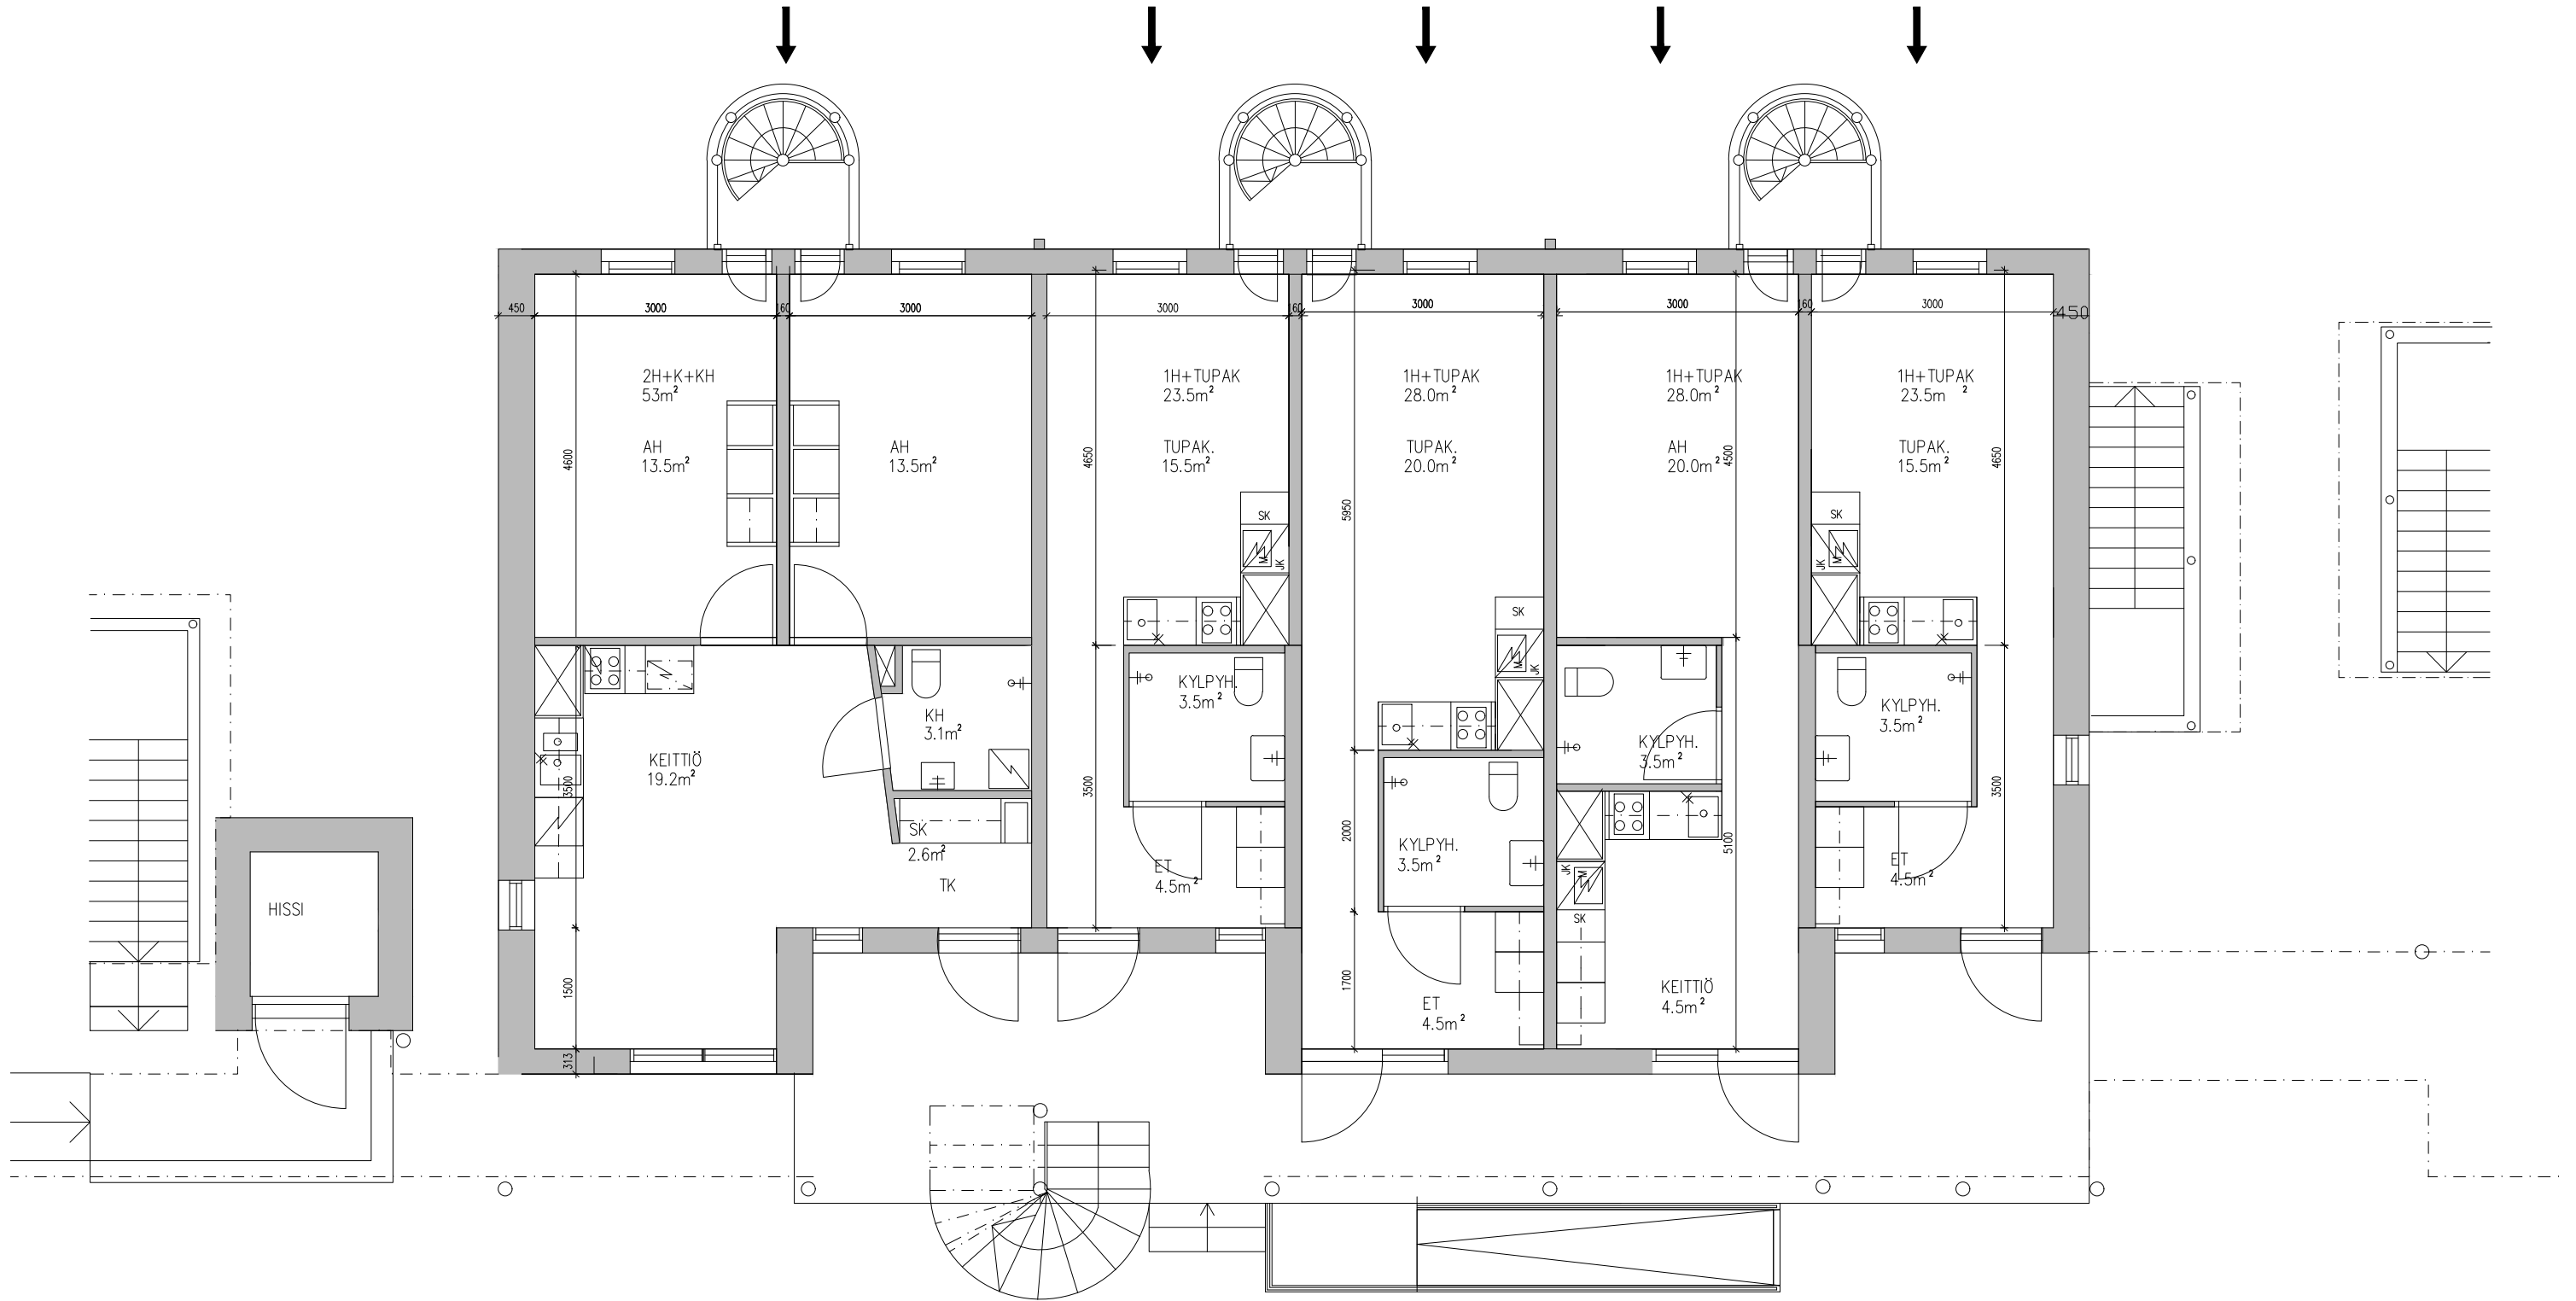 450
3000
160
3000
3000
160
3000
3000
160
3000
450
2H+K+KH
53m²
AH
13.5m²
AH
13.5m²
1H+TUPAK
23.5m²
TUPAK.
15.5m²
1H+TUPAK
28.0m²
TUPAK.
20.0m²
1H+TUPAK
28.0m²
AH
20.0m²
1H+TUPAK
23.5m²
TUPAK.
15.5m²
4600
4650
5950
4500
4650
SK
M
JK
SK
M
JK
SK
M
JK
KYLPYH.
3.5m²
KH
3.1m²
KEITTIÖ
19.2m²
KYLPYH.
3.5m²
KYLPYH.
3.5m²
3500
3500
2000
5100
3500
SK
2.6m²
TK
KYLPYH.
3.5m²
ET
4.5m²
ET
4.5m²
JK
M
SK
HISSI
1500
1700
ET
4.5m²
KEITTIÖ
4.5m²
313